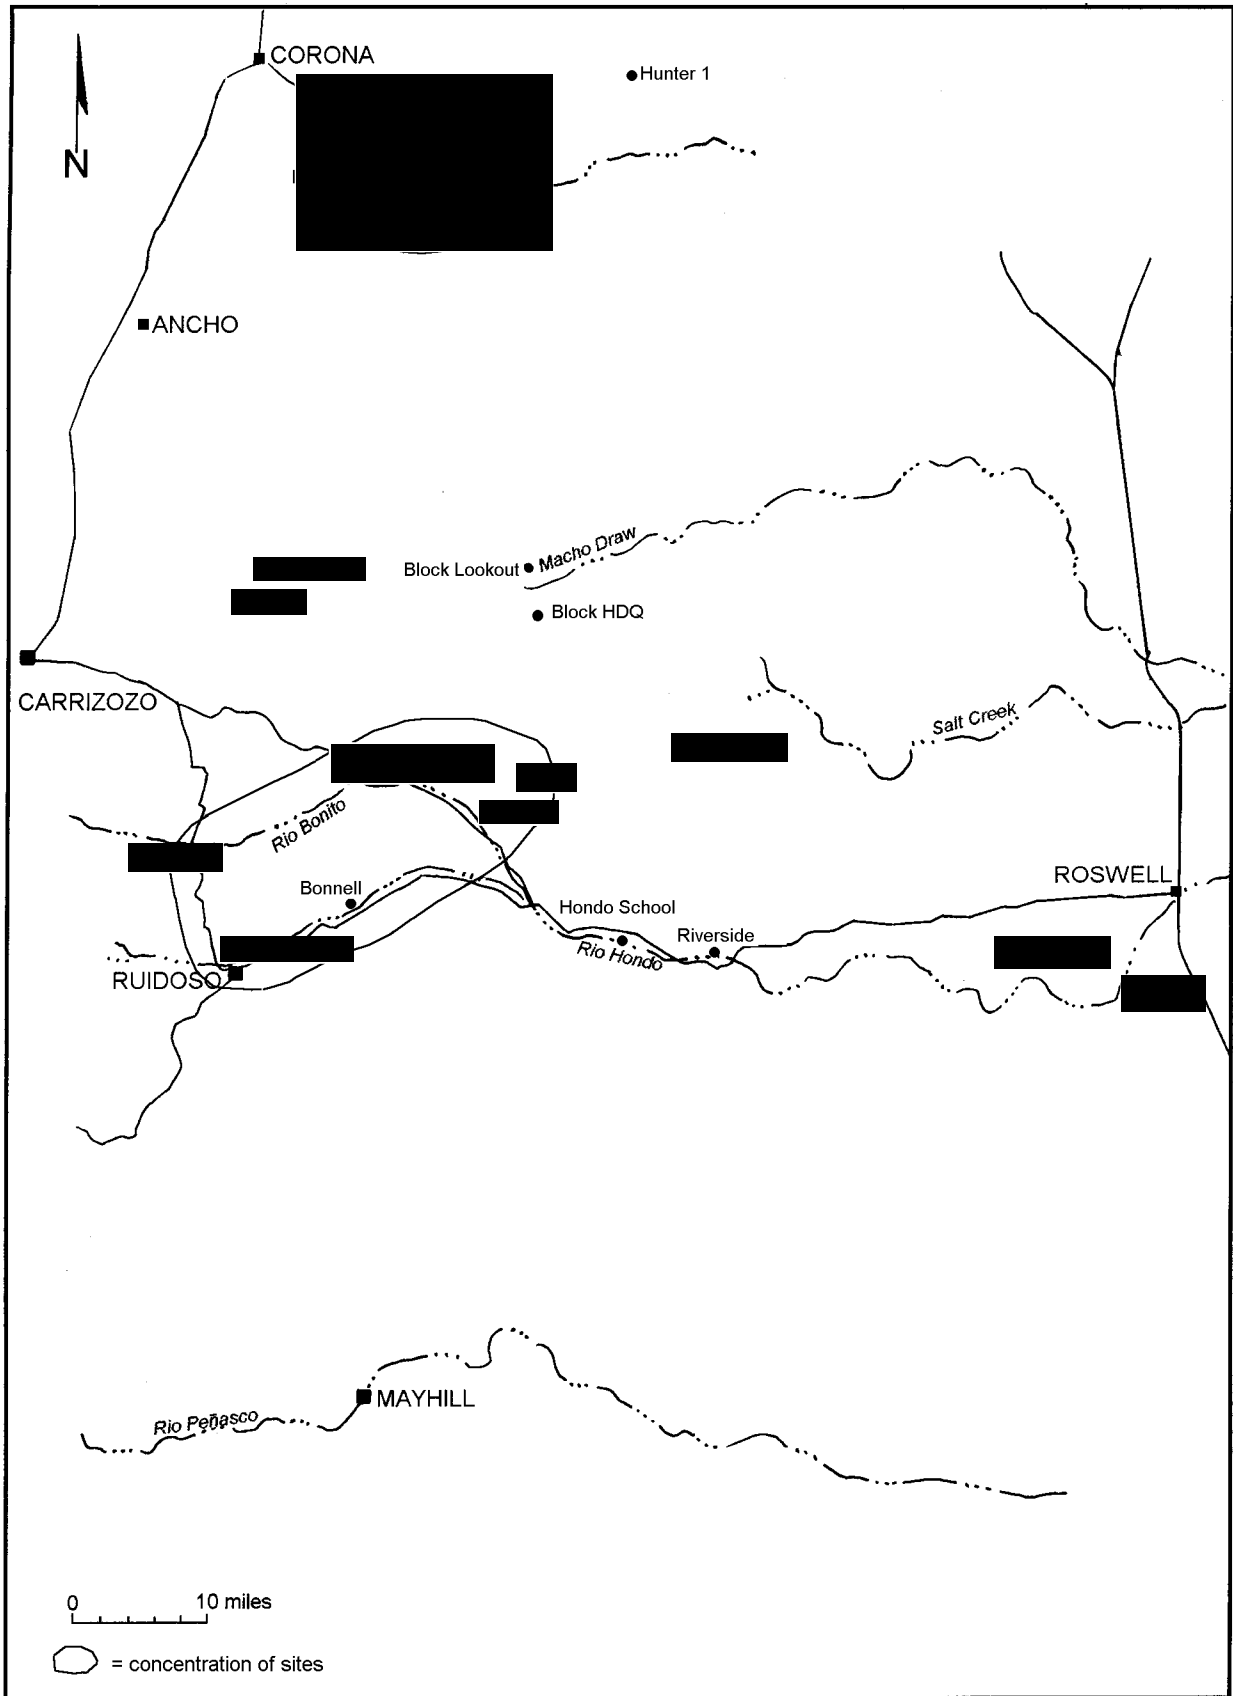 CORONA
Hunter 1
N
ANCHO
Macho Draw
Block Lookout
Block HDQ
CARRIZOZO
Salt Creek
Rio Bonito
ROSWELL
Bonnell
Hondo School
Riverside
Rio Hondo
RUIDOSO
MAYHILL
Rio Peñasco
0 10 miles
= concentration of sites